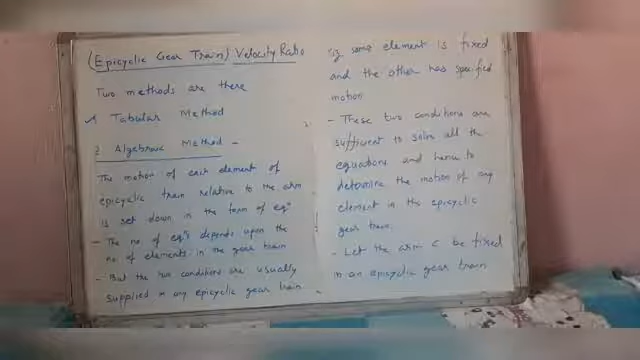 (Epicyclic Gear Train) Velocity Ratio
Two methods are there
Tabular Method
2 Algebraic Method -
The motion of each element of
epicyclic train relative to the arm
is set down in the term of eqⁿ
- The no of eqⁿs depends upon the
no of elements in the gear train
- But the two conditions are usually
supplied in any epicyclic gear train
some element is fixed
and the other has specified
motion
- These two conditions are
sufficient to solve all the
equations and hence to
determine the motion of any
element in the epicyclic
gear train.
- Let the arm C be fixed
in an epicyclic gear train